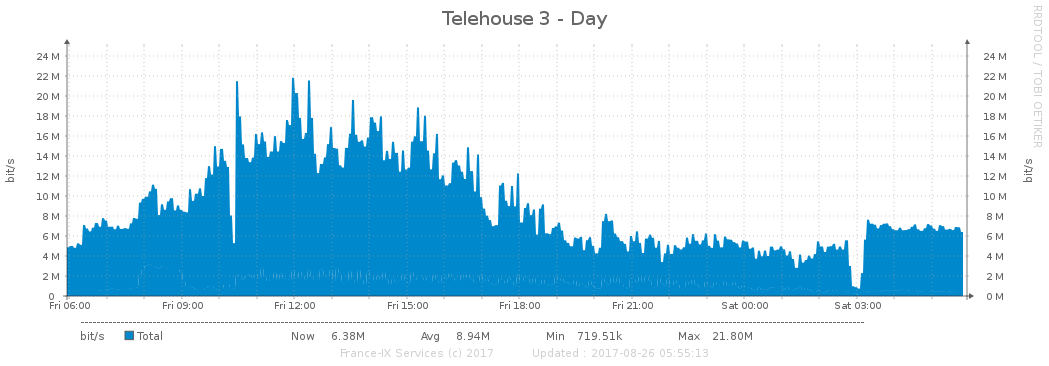 Telehouse 3 - Day
RRDTOOL / TOBI OETIKER
bit/s
24 M 24 M
22 M 22 M
20 M 20 M
18 M 18 M
16 M 16 M
14 M 14 M
12 M 12 M
10 M 10 M
8 M 8 M
6 M 6 M
4 M 4 M
2 M 2 M
0 0 M
bit/s
Fri 06:00 Fri 09:00 Fri 12:00 Fri 15:00 Fri 18:00 Fri 21:00 Sat 00:00 Sat 03:00
bit/s Total Now 6.38M Avg 8.94M Min 719.51k Max 21.80M
France-IX Services (c) 2017 Updated : 2017-08-26 05:55:13